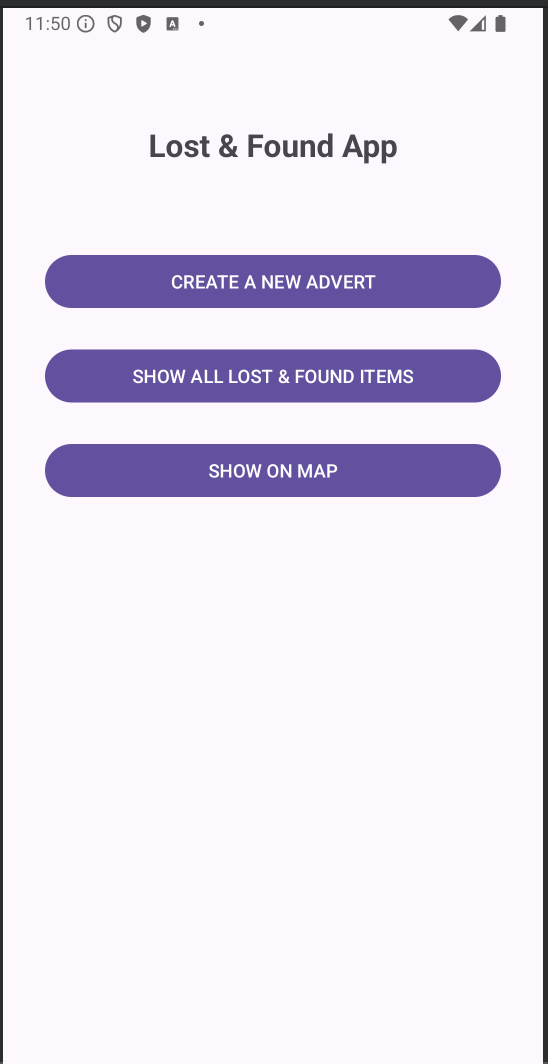 11:50
Lost & Found App
CREATE A NEW ADVERT
SHOW ALL LOST & FOUND ITEMS
SHOW ON MAP